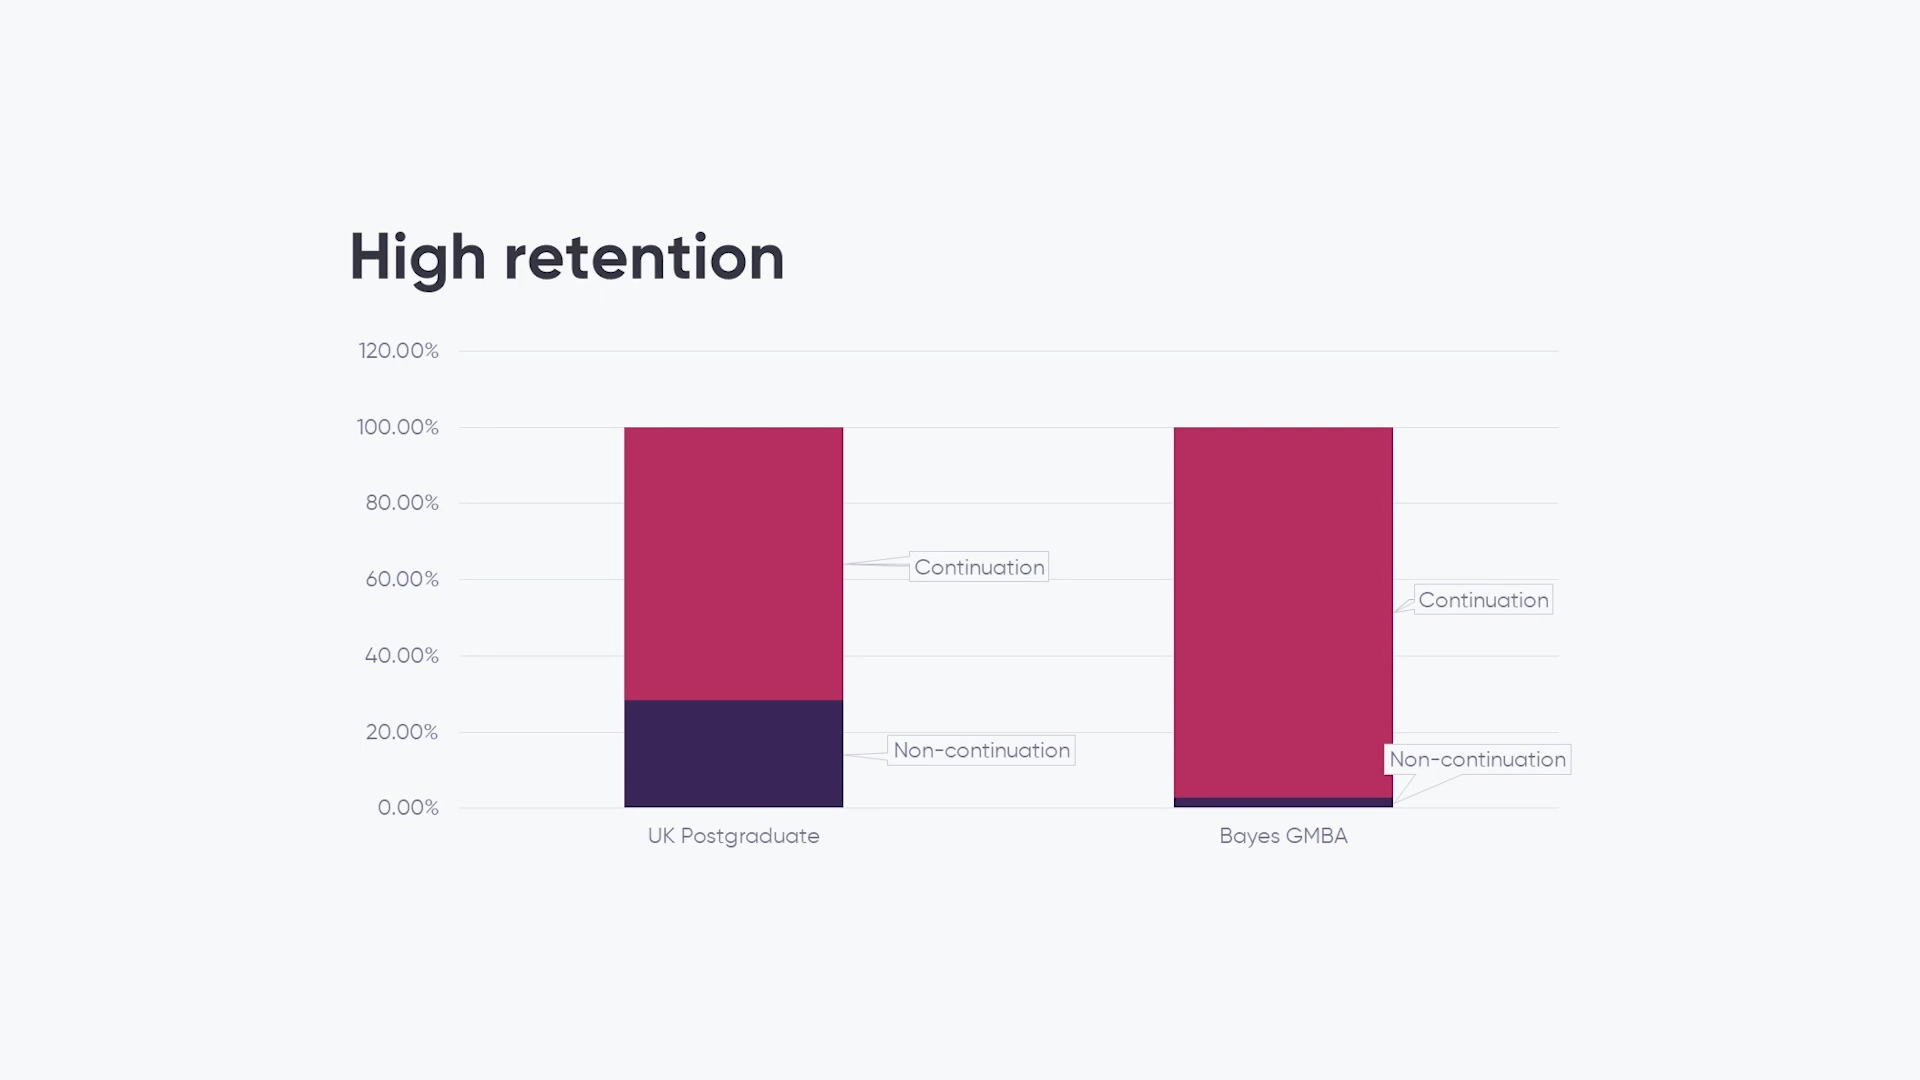 High retention
120.00%
100.00%
80.00%
60.00%
40.00%
20.00%
0.00%
Continuation
Non-continuation
Continuation
Non-continuation
UK Postgraduate
Bayes GMBA